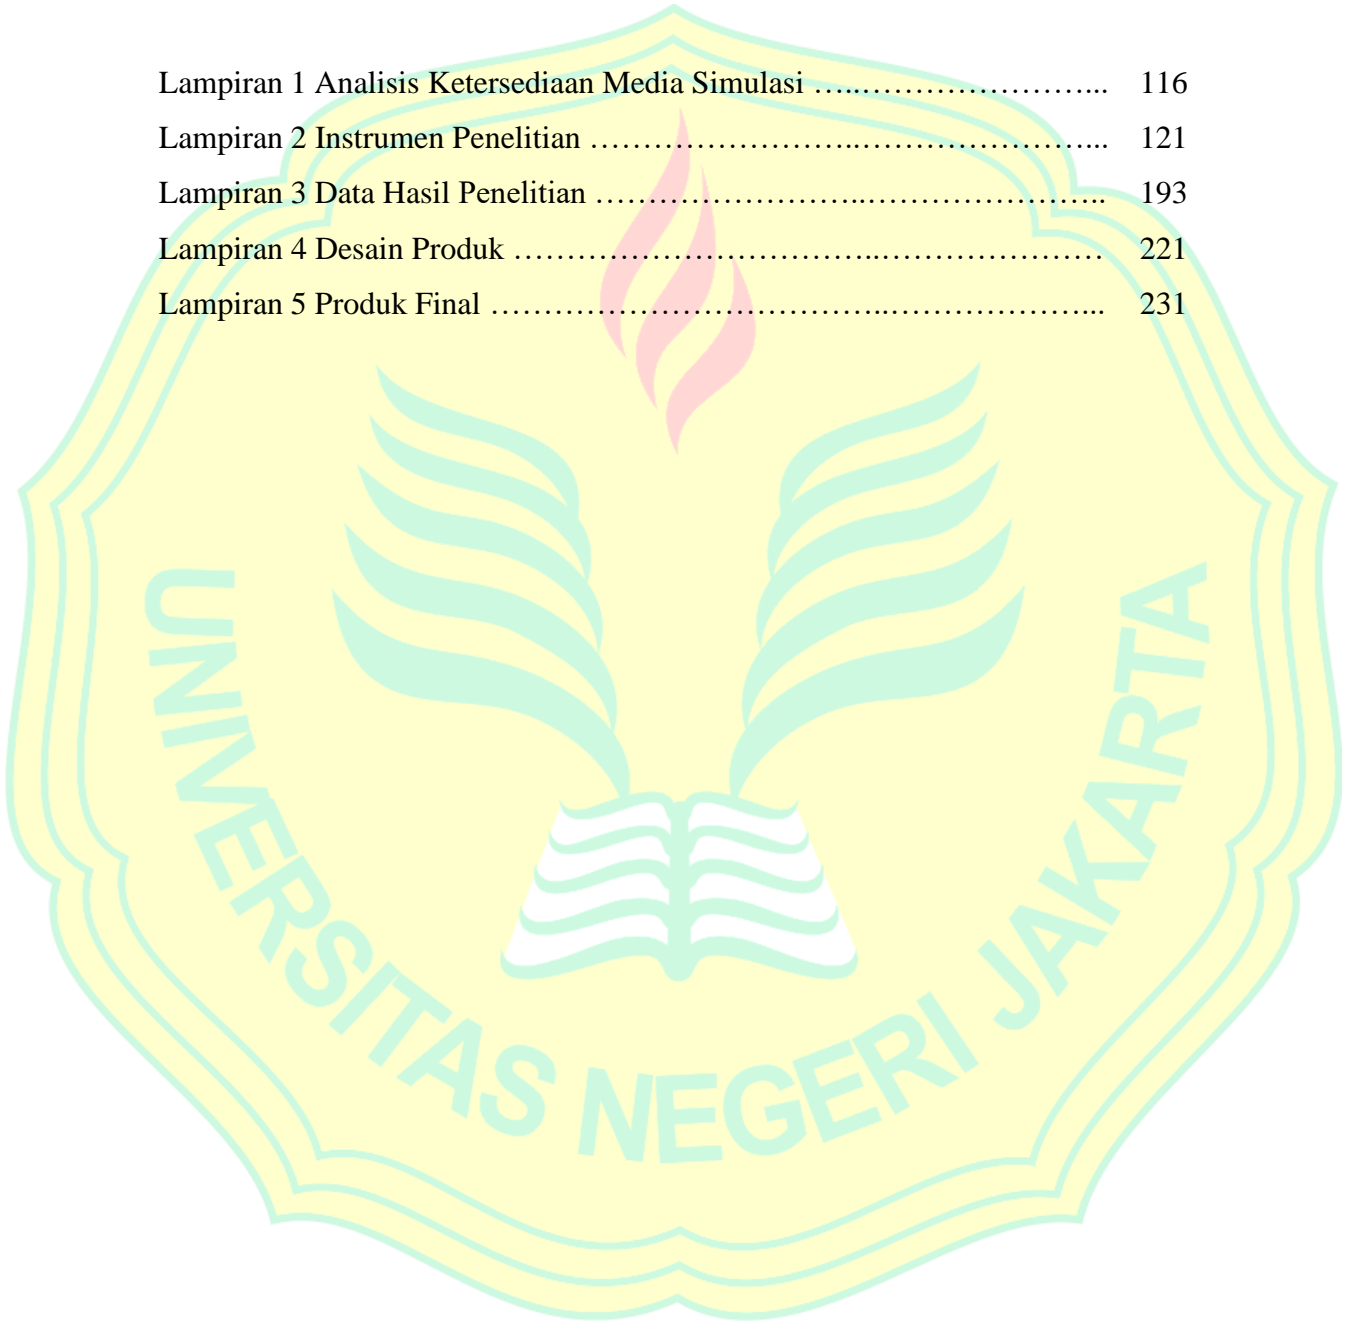 Lampiran 1 Analisis Ketersediaan Media Simulasi …..…………………... 116
Lampiran 2 Instrumen Penelitian ……………………..…………………... 121
Lampiran 3 Data Hasil Penelitian ……………………..………………….. 193
Lampiran 4 Desain Produk ……………………………..………………… 221
Lampiran 5 Produk Final ………………………………..………………... 231
UNIVERSITAS NEGERI JAKARTA